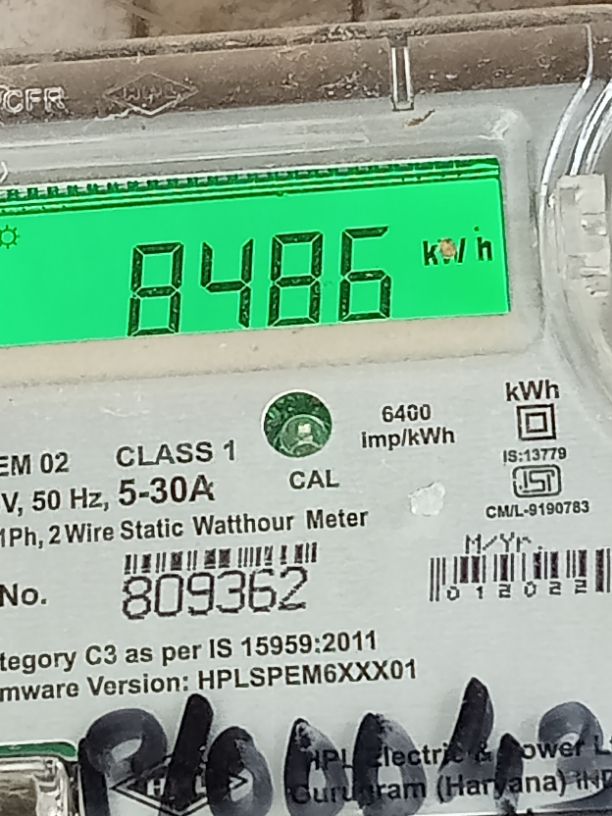 CFR HPL
8486 kWh
6400
imp/kWh
kWh
IS:13779
CM/L-9190783
EM 02 CLASS 1
CAL
V, 50 Hz, 5-30A
1Ph, 2 Wire Static Watthour Meter
No. 809362
M/Yr.
012022
tegory C3 as per IS 15959:2011
mware Version: HPLSPEM6XXX01
HPL Electric & Power
Gurugram (Haryana)